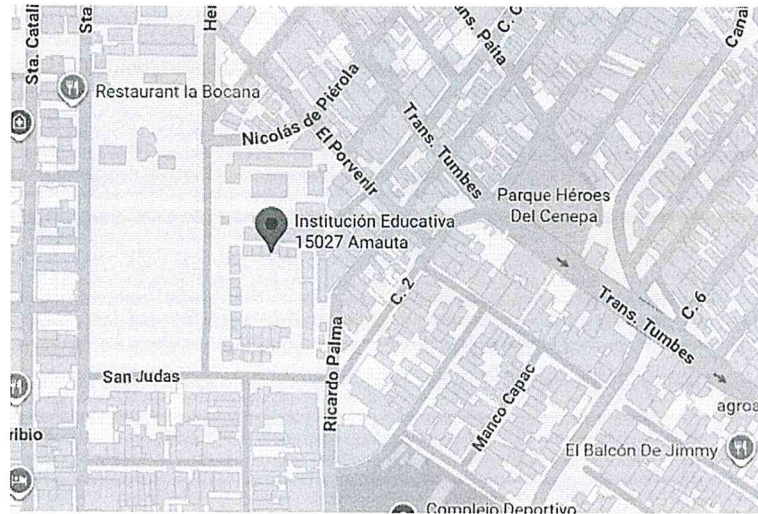 Sta. Catali
Sta.
Her
Trans. Paita
C. C
Canal
Restaurant la Bocana
Nicolás de Piérola
El Porvenir
Trans. Tumbes
Parque Héroes
Del Cenepa
Institución Educativa
15027 Amauta
C. 2
Trans. Tumbes
C. 6
San Judas
Ricardo Palma
Manco Capac
agroa
ribio
El Balcón De Jimmy
Complejo Deportivo